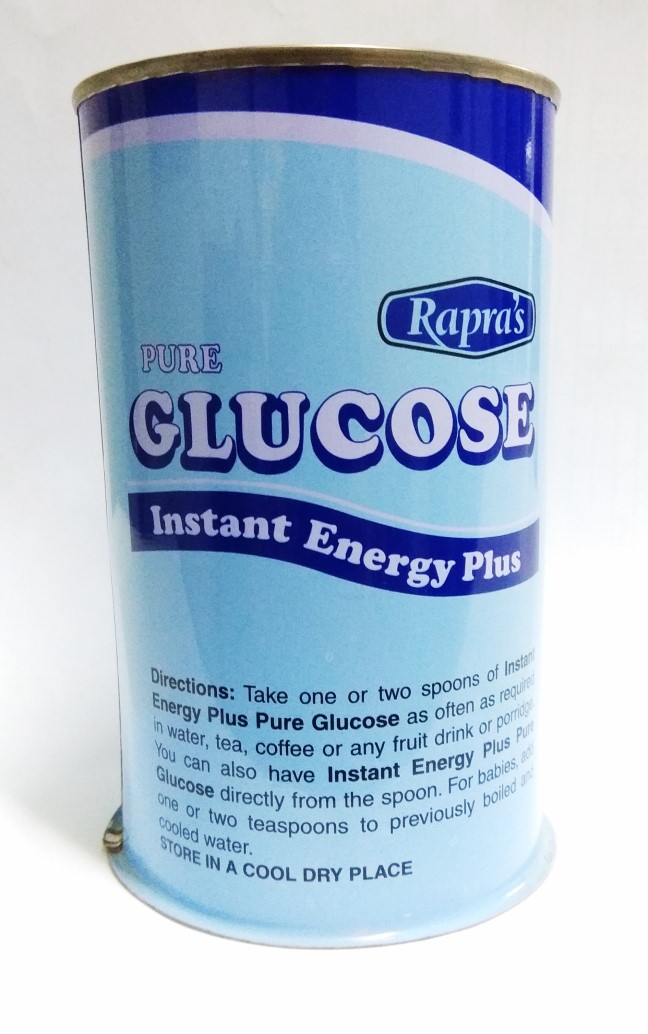 Rapra's
PURE
GLUCOSE
Instant Energy Plus
Directions: Take one or two spoons of Instant
Energy Plus Pure Glucose as often as required
in water, tea, coffee or any fruit drink or porridge.
You can also have Instant Energy Plus Pure
Glucose directly from the spoon. For babies, add
one or two teaspoons to previously boiled and
cooled water.
STORE IN A COOL DRY PLACE